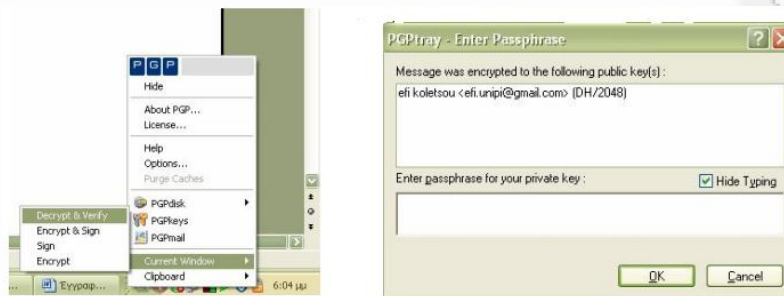 PGP
Hide
About PGP...
License...
Help
Options...
Purge Caches
PGPdisk
PGPkeys
PGPmail
Current Window
Clipboard
Decrypt & Verify
Encrypt & Sign
Sign
Encrypt
Έγγραφ...
6:04 μμ
PGPtray - Enter Passphrase
Message was encrypted to the following public key(s) :
efi koletsou <efi.unipi@gmail.com> (DH/2048)
Enter passphrase for your private key :
Hide Typing
OK
Cancel